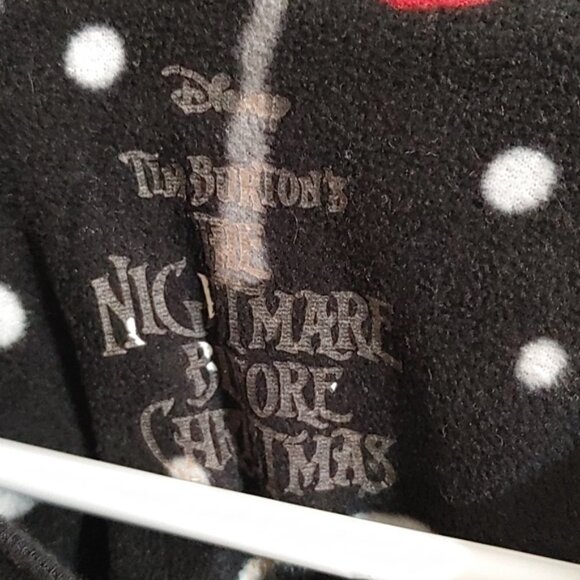 Disney
TIM BURTON'S
THE
NIGHTMARE
BEFORE
CHRISTMAS